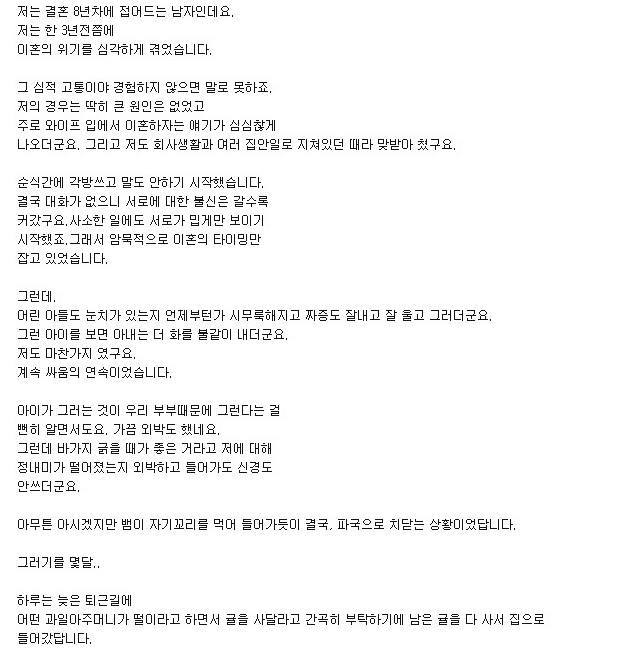 저는 결혼 8년차에 접어드는 남자인데요.
저는 한 3년전쯤에
이혼의 위기를 심각하게 겪었습니다.
그 심적 고통이야 경험하지 않으면 말로 못하죠.
저의 경우는 딱히 큰 원인은 없었고
주로 와이프 입에서 이혼하자는 얘기가 심심찮게
나오더군요. 그리고 저도 회사생활과 여러 집안일로 지쳐있던 때라 맞받아 쳤구요.
순식간에 각방쓰고 말도 안하기 시작했습니다.
결국 대화가 없으니 서로에 대한 불신은 갈수록
커갔구요.사소한 일에도 서로가 밉게만 보이기
시작했죠.그래서 암묵적으로 이혼의 타이밍만
잡고 있었습니다.
그런데.
어린 아들도 눈치가 있는지 언제부턴가 시무룩해지고 짜증도 잘내고 잘 울고 그러더군요.
그런 아이를 보면 아내는 더 화를 불같이 내더군요.
저도 마찬가지 였구요.
계속 싸움의 연속이었습니다.
아이가 그러는 것이 우리 부부때문에 그런다는 걸
뻔히 알면서도요. 가끔 외박도 했네요.
그런데 바가지 긁을 때가 좋은 거라고 저에 대해
정내미가 떨어졌는지 외박하고 들어가도 신경도
안쓰더군요.
아무튼 아시겠지만 뱀이 자기꼬리를 먹어 들어가듯이 결국. 파국으로 치닫는 상황이었답니다.
그러기를 몇달..
하루는 늦은 퇴근길에
어떤 과일아주머니가 떨이라고 하면서 귤을 사달라고 간곡히 부탁하기에 남은 귤을 다 사서 집으로
들어갔답니다.